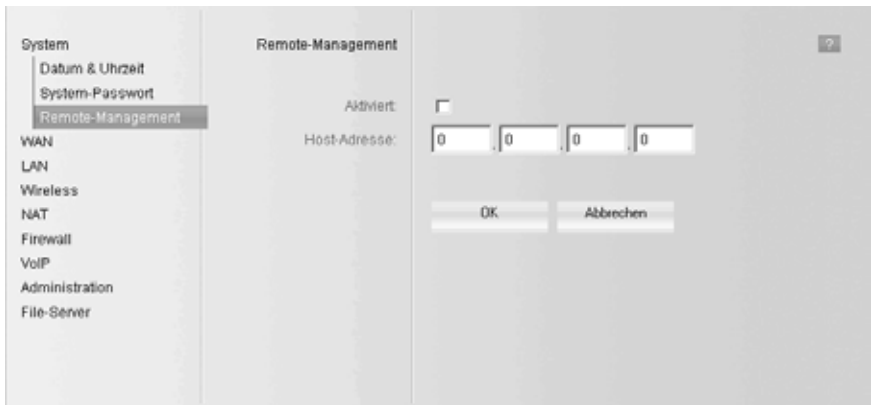 System
Datum & Uhrzeit
System-Passwort
Remote-Management
WAN
LAN
Wireless
NAT
Firewall
VoIP
Administration
File-Server
Remote-Management
?
Aktiviert:
Host-Adresse:
0 . 0 . 0 . 0
OK
Abbrechen